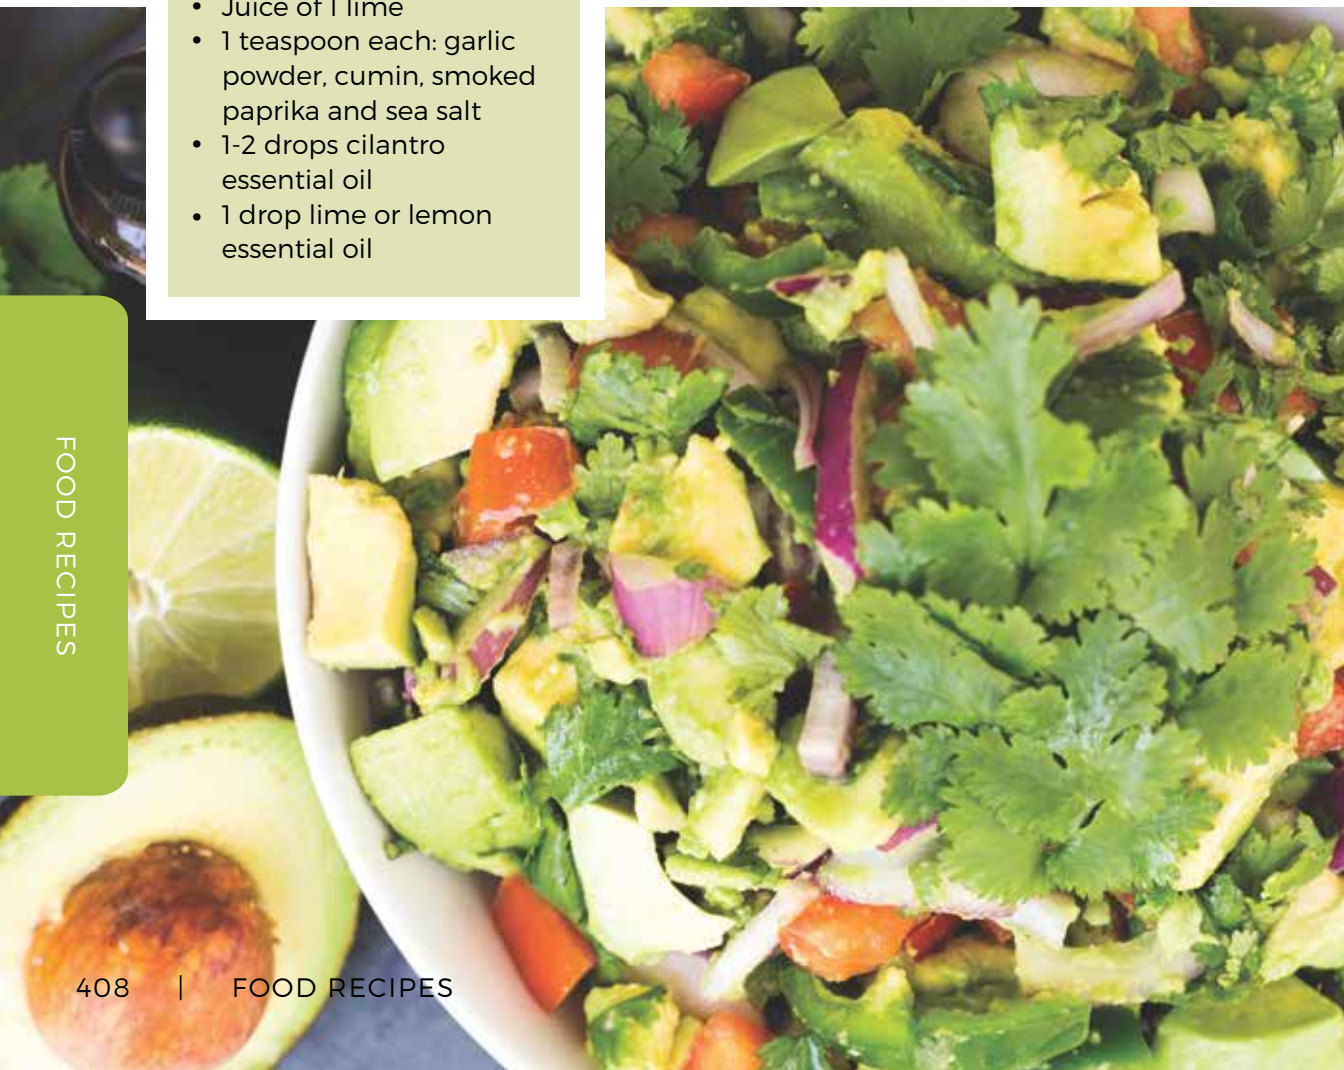 • Juice of 1 lime
• 1 teaspoon each: garlic
powder, cumin, smoked
paprika and sea salt
• 1-2 drops cilantro
essential oil
• 1 drop lime or lemon
essential oil
FOOD RECIPES
408 | FOOD RECIPES